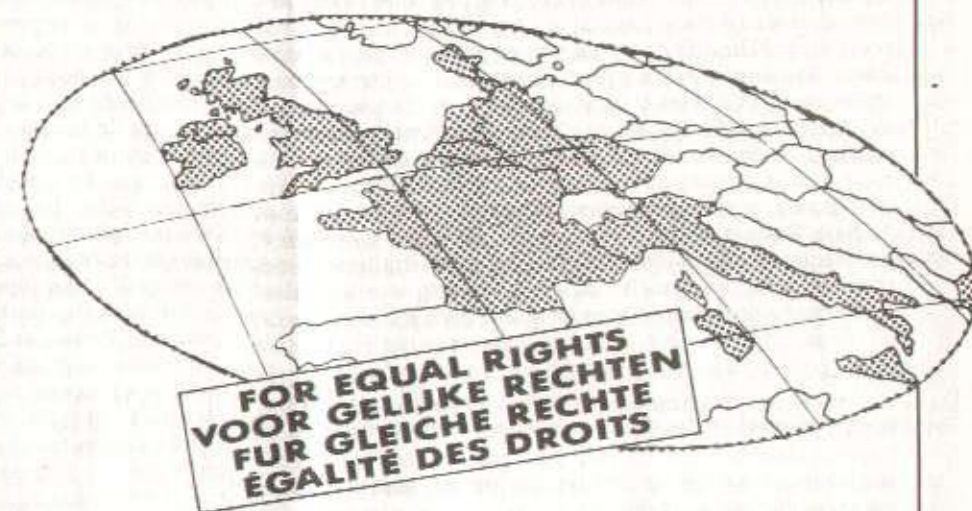 FOR EQUAL RIGHTS
VOOR GELIJKE RECHTEN
FUR GLEICHE RECHTE
ÉGALITÉ DES DROITS